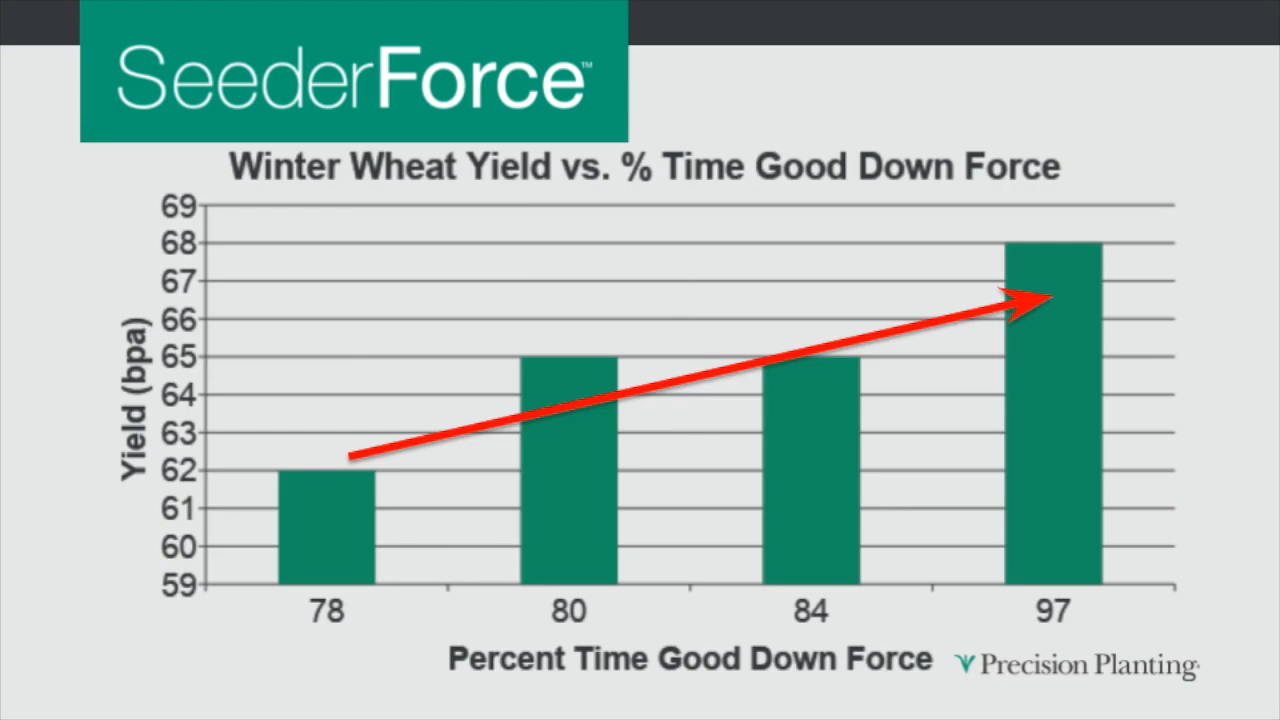 SeederForce™
Winter Wheat Yield vs. % Time Good Down Force
69
68
67
66
65
64
63
62
61
60
59
Yield (bpa)
78 80 84 97
Percent Time Good Down Force
Precision Planting